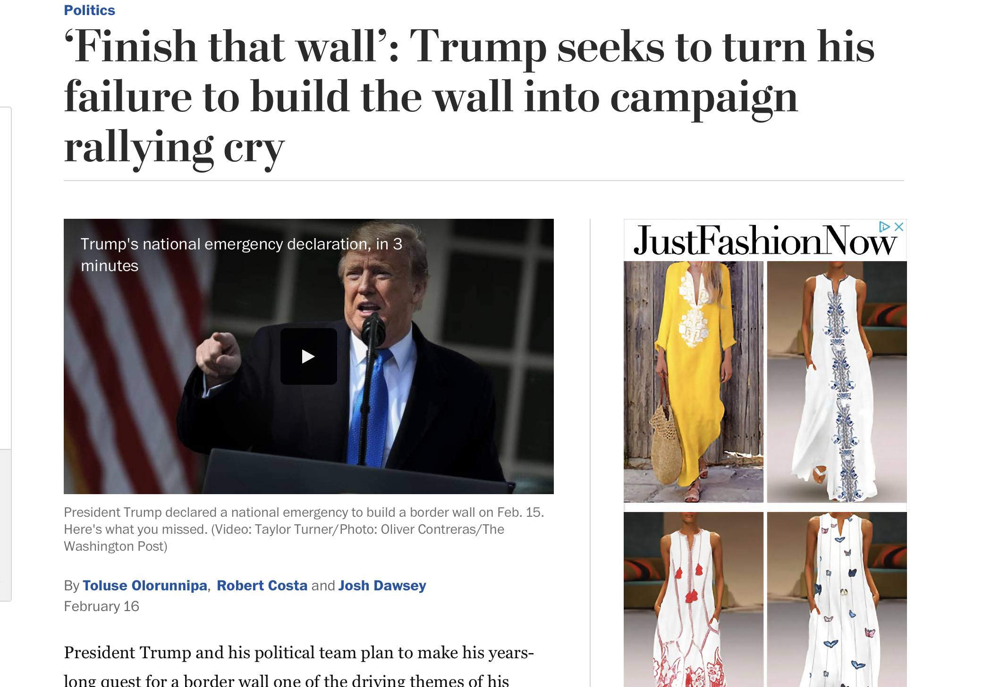 Politics
‘Finish that wall’: Trump seeks to turn his
failure to build the wall into campaign
rallying cry
Trump's national emergency declaration, in 3
minutes
President Trump declared a national emergency to build a border wall on Feb. 15.
Here's what you missed. (Video: Taylor Turner/Photo: Oliver Contreras/The
Washington Post)
By Toluse Olorunnipa, Robert Costa and Josh Dawsey
February 16
President Trump and his political team plan to make his years-
long quest for a border wall one of the driving themes of his
JustFashionNow